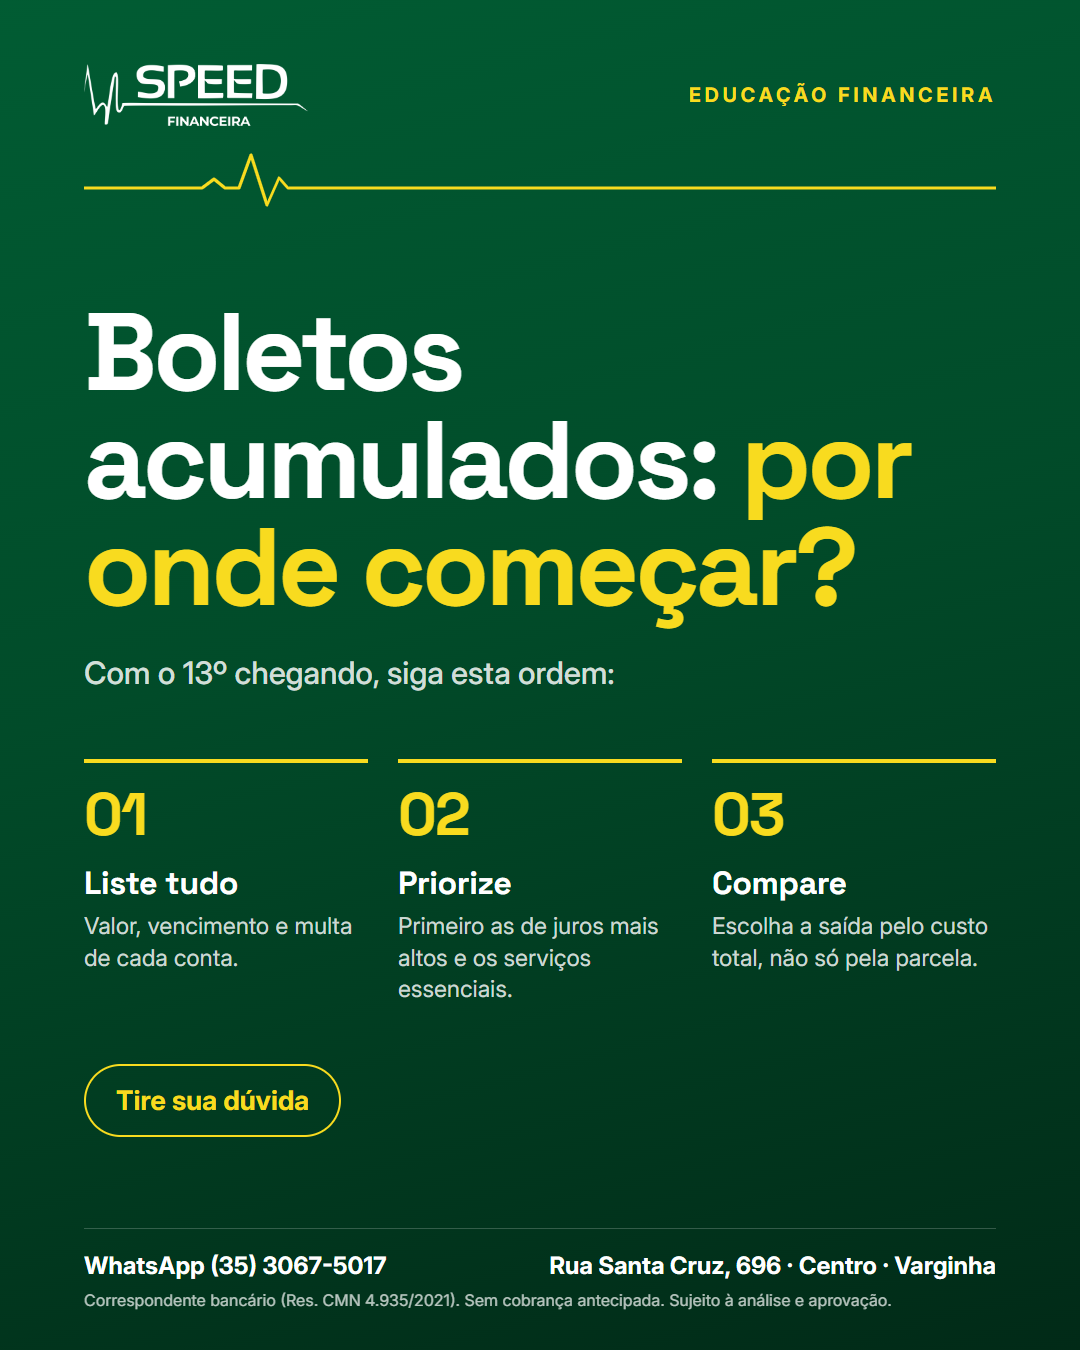 SPEED
FINANCEIRA
EDUCAÇÃO FINANCEIRA
Boletos
acumulados: por
onde começar?
Com o 13º chegando, siga esta ordem:
01
Liste tudo
Valor, vencimento e multa
de cada conta.
02
Priorize
Primeiro as de juros mais
altos e os serviços
essenciais.
03
Compare
Escolha a saída pelo custo
total, não só pela parcela.
Tire sua dúvida
WhatsApp (35) 3067-5017
Rua Santa Cruz, 696 · Centro · Varginha
Correspondente bancário (Res. CMN 4.935/2021). Sem cobrança antecipada. Sujeito à análise e aprovação.